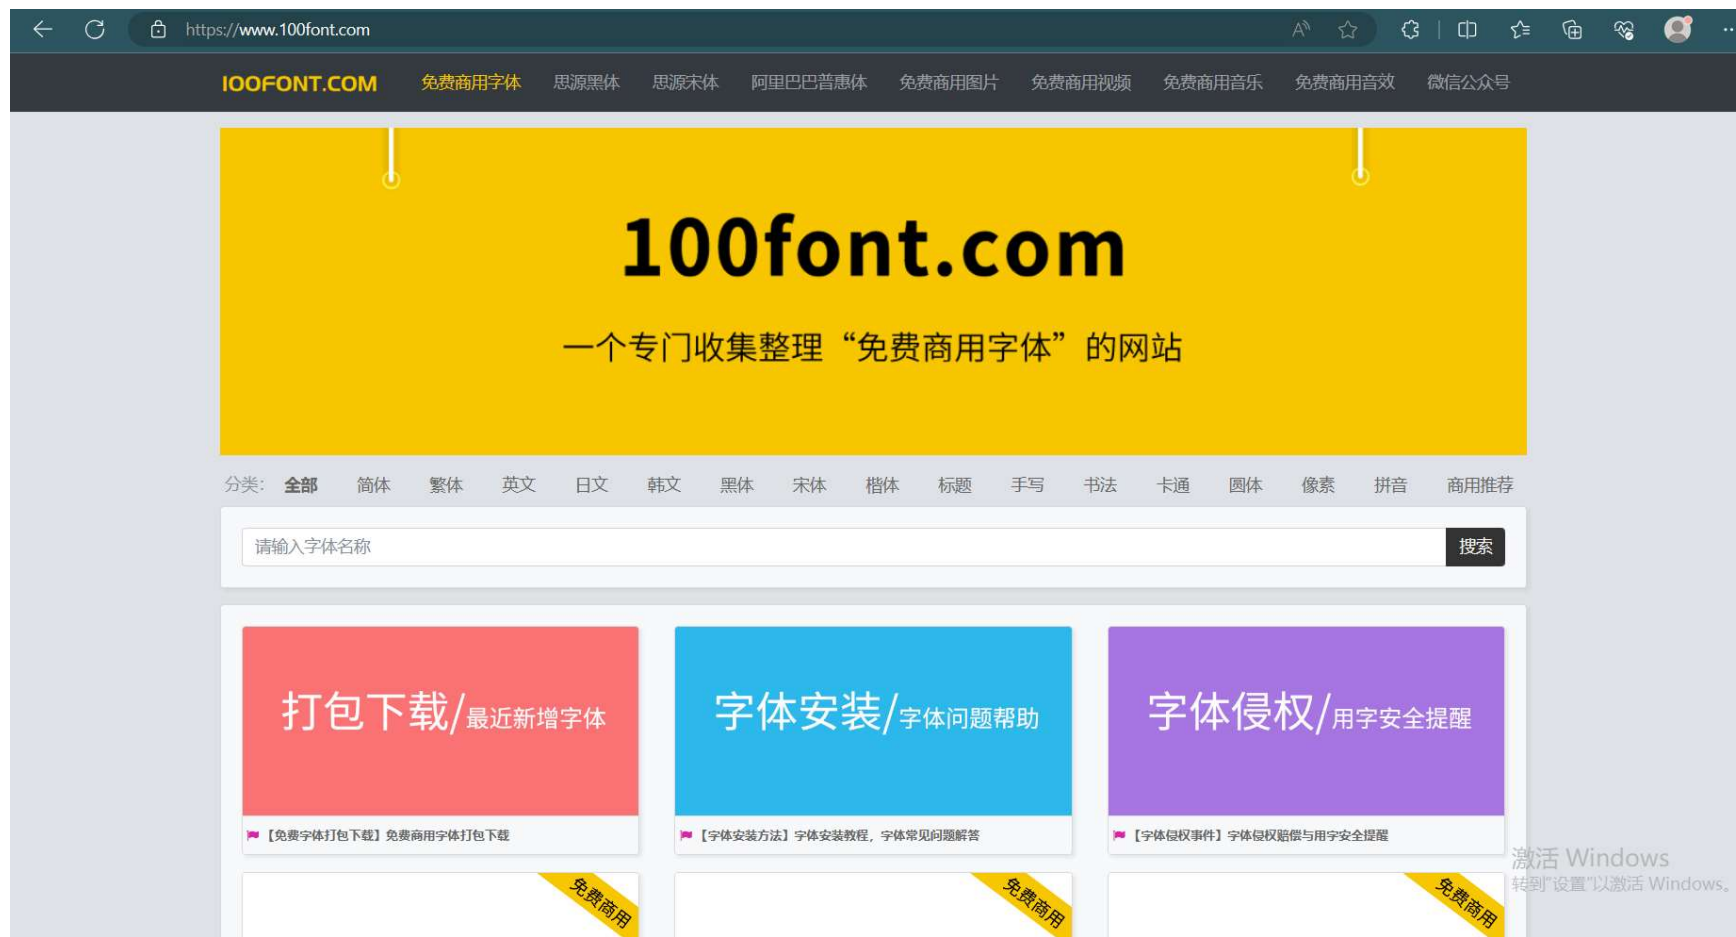 https://www.100font.com
100FONT.COM 免费商用字体 思源黑体 思源宋体 阿里巴巴普惠体 免费商用图片 免费商用视频 免费商用音乐 免费商用音效 微信公众号
100font.com
一个专门收集整理“免费商用字体”的网站
分类: 全部 简体 繁体 英文 日文 韩文 黑体 宋体 楷体 标题 手写 书法 卡通 圆体 像素 拼音 商用推荐
请输入字体名称 搜索
打包下载/最近新增字体 字体安装/字体问题帮助 字体侵权/用字安全提醒
【免费字体打包下载】免费商用字体打包下载 【字体安装方法】字体安装教程，字体常见问题解答 【字体侵权事件】字体侵权赔偿与用字安全提醒
激活 Windows
转到"设置"以激活 Windows。
免费商用 免费商用 免费商用